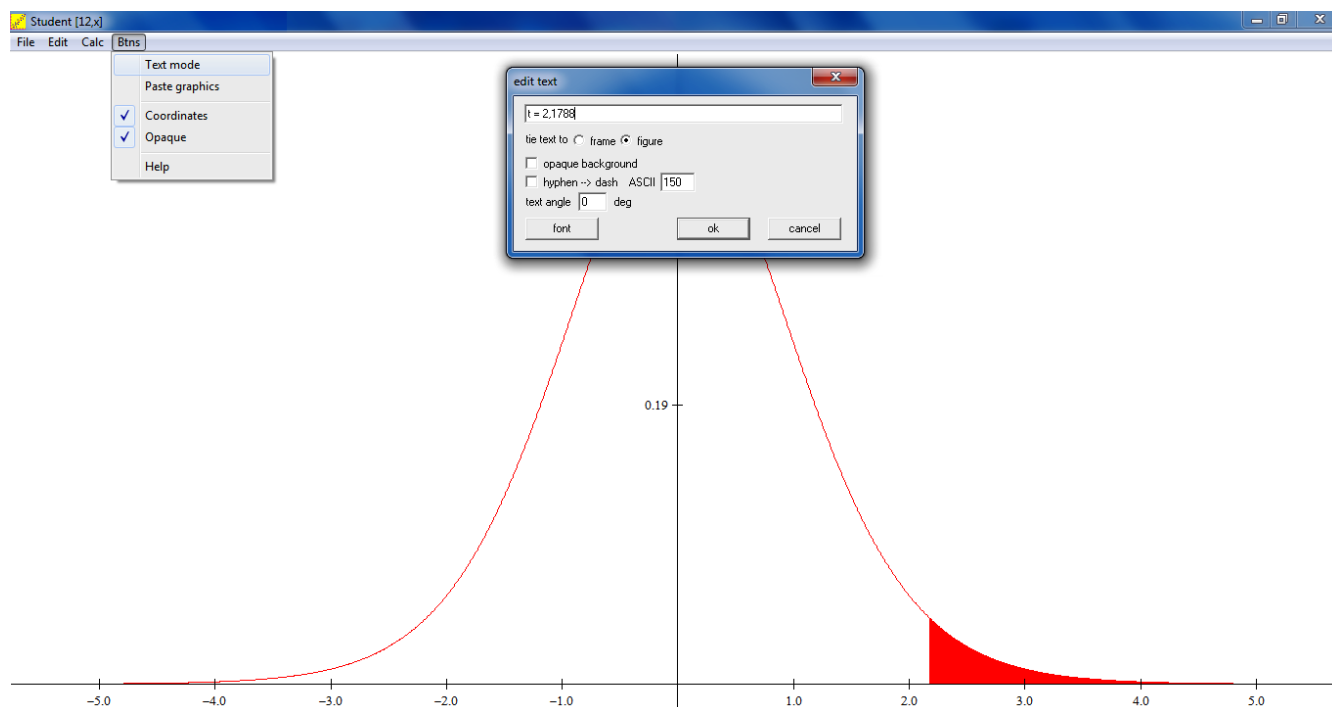 Student [12,x]
File Edit Calc Btns
Text mode
Paste graphics
Coordinates
Opaque
Help
edit text
t = 2,1788
tie text to frame figure
opaque background
hyphen --> dash ASCII 150
text angle 0 deg
font ok cancel
0.19
−5.0 −4.0 −3.0 −2.0 −1.0 1.0 2.0 3.0 4.0 5.0